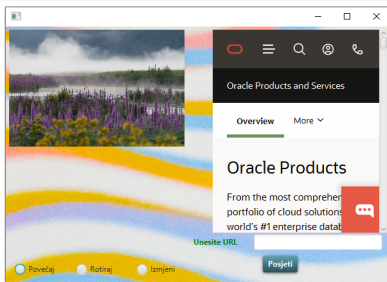 Oracle Products and Services
Overview More
Oracle Products
From the most comprehen
portfolio of cloud solutions
world's #1 enterprise datab
Unesite URL
Povećaj Rotiraj Izmjeni
Posjeti